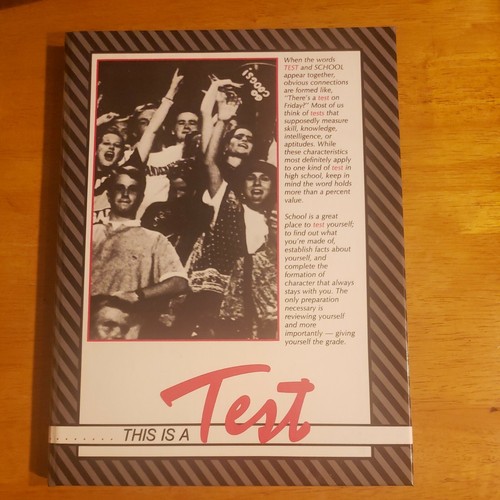 When the words
TEST and SCHOOL
appear together,
obvious connections
are formed like,
"There's a test on
Friday!" Most of us
think of tests that
supposedly measure
skill, knowledge,
intelligence, or
aptitudes. While
these characteristics
most definitely apply
to one kind of test in
high school, keep in
mind the word holds
more than a percent
value.
School is a great
place to test yourself;
to find out what
you're made of,
establish facts about
yourself, and
complete the
formation of
character that always
stays with you. The
only preparation
necessary is
reviewing yourself
and more
importantly — giving
yourself the grade.
........ THIS IS A Test